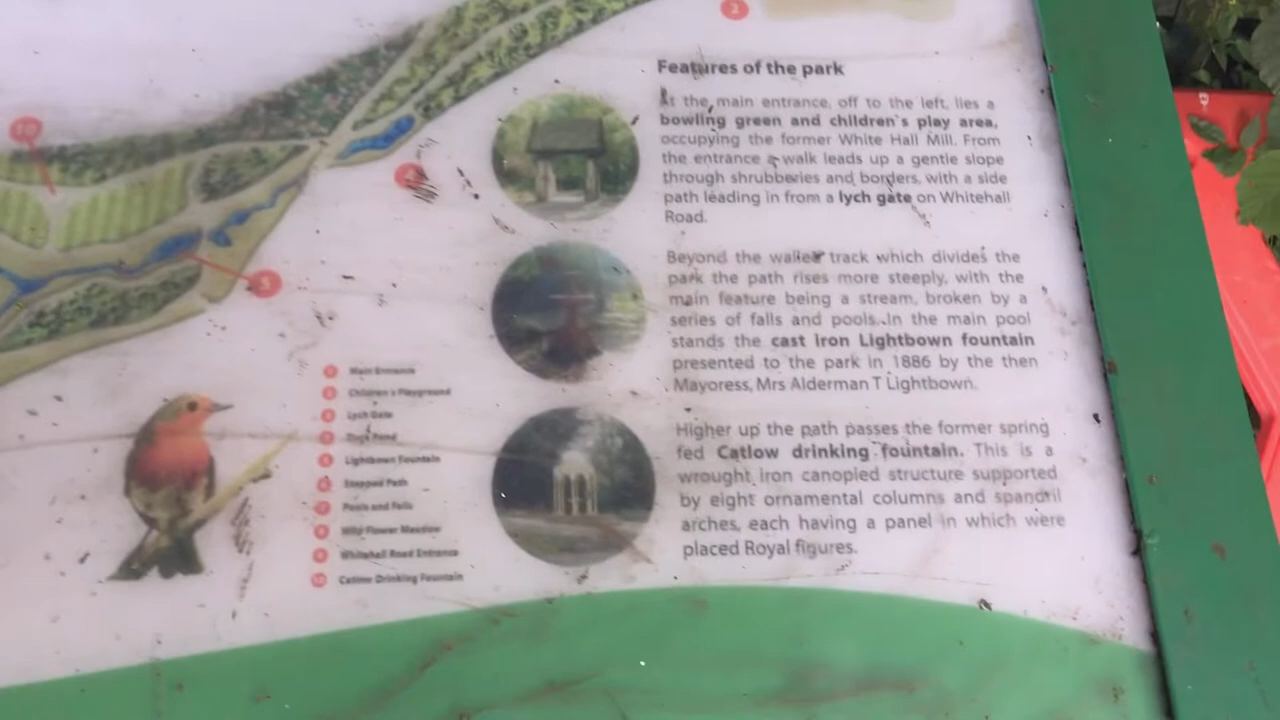 2
Features of the park
At the main entrance, off to the left, lies a
bowling green and children's play area,
occupying the former White Hall Mill. From
the entrance a walk leads up a gentle slope
through shrubberies and borders, with a side
path leading in from a lych gate on Whitehall
Road.
Beyond the walled track which divides the
park the path rises more steeply, with the
main feature being a stream, broken by a
series of falls and pools. In the main pool
stands the cast iron Lightbown fountain
presented to the park in 1886 by the then
Mayoress, Mrs Alderman T Lightbown.
Higher up the path passes the former spring
fed Catlow drinking fountain. This is a
wrought iron canopied structure supported
by eight ornamental columns and spandril
arches, each having a panel in which were
placed Royal figures.
10
5
Main Entrance
Children's Playground
Lych Gate
Pond
Lightbown Fountain
Stepped Path
Pools and Falls
Wild Flower Meadow
Whitehall Road Entrance
10 Catlow Drinking Fountain